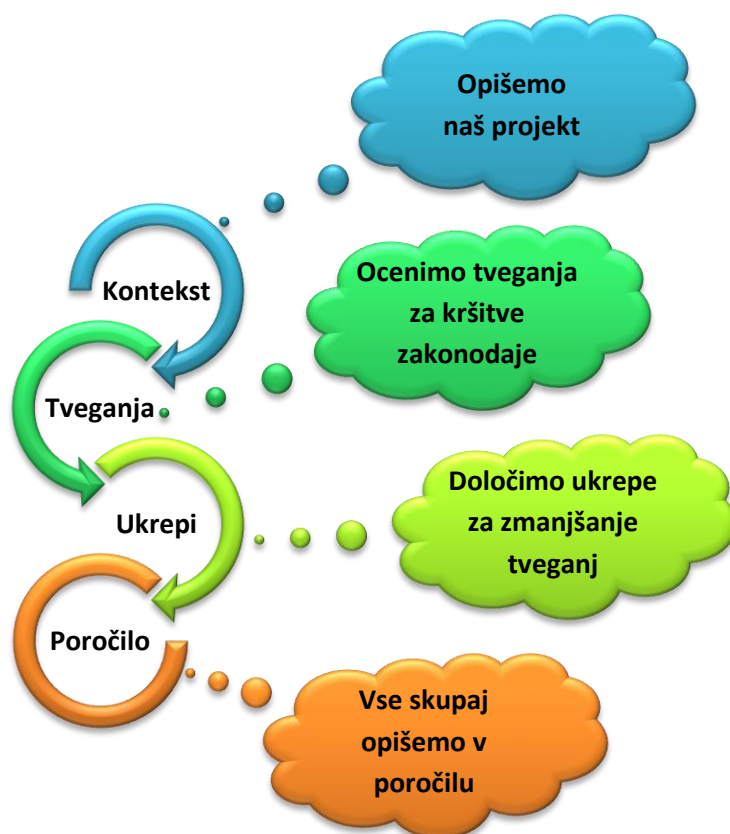 Opišemo
naš projekt
Kontekst
Ocenimo tveganja
za kršitve
zakonodaje
Tveganja
Določimo ukrepe
za zmanjšanje
tveganj
Ukrepi
Poročilo
Vse skupaj
opišemo v
poročilu